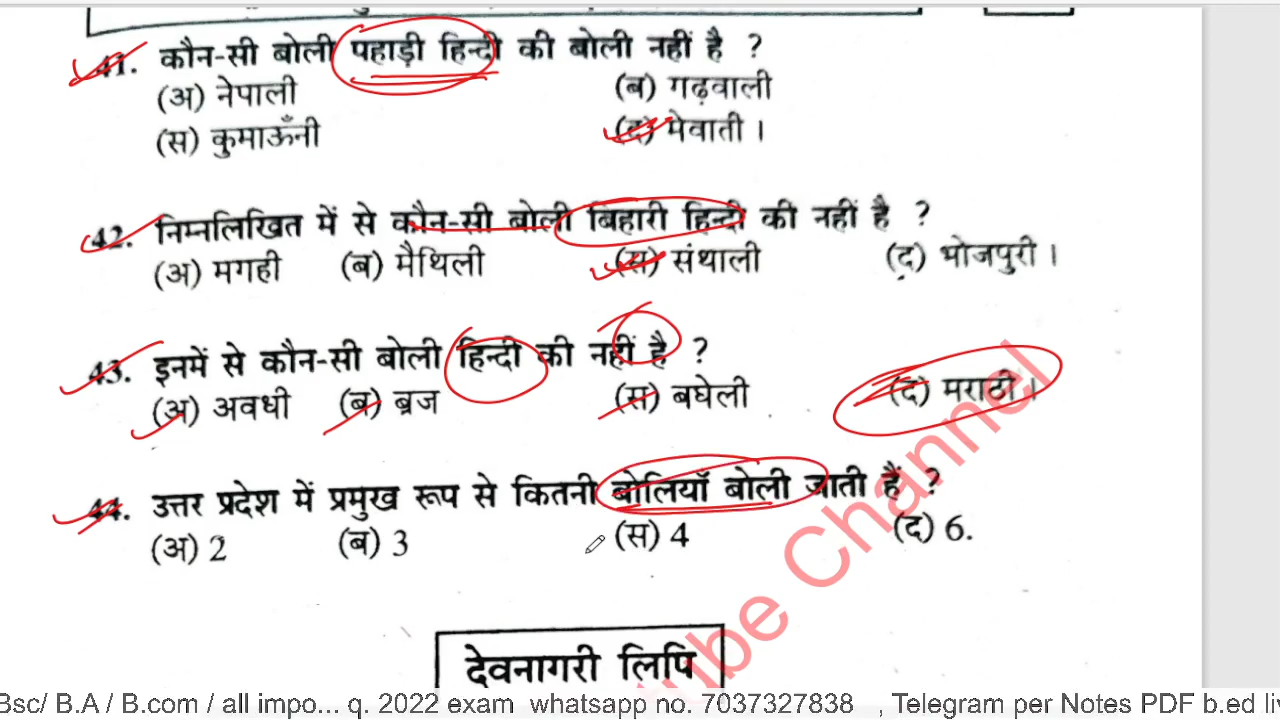 41. कौन-सी बोली पहाड़ी हिन्दी की बोली नहीं है ?
(अ) नेपाली (ब) गढ़वाली
(स) कुमाऊँनी (द) मेवाती ।
42. निम्नलिखित में से कौन-सी बोली बिहारी हिन्दी की नहीं है ?
(अ) मगही (ब) मैथिली (स) संथाली (द) भोजपुरी ।
43. इनमें से कौन-सी बोली हिन्दी की नहीं है ?
(अ) अवधी (ब) ब्रज (स) बघेली (द) मराठी ।
44. उत्तर प्रदेश में प्रमुख रूप से कितनी बोलियाँ बोली जाती हैं ?
(अ) 2 (ब) 3 (स) 4 (द) 6.
देवनागरी लिपि
Channel
Bsc/ B.A / B.com / all impo... q. 2022 exam whatsapp no. 7037327838 , Telegram per Notes PDF b.ed